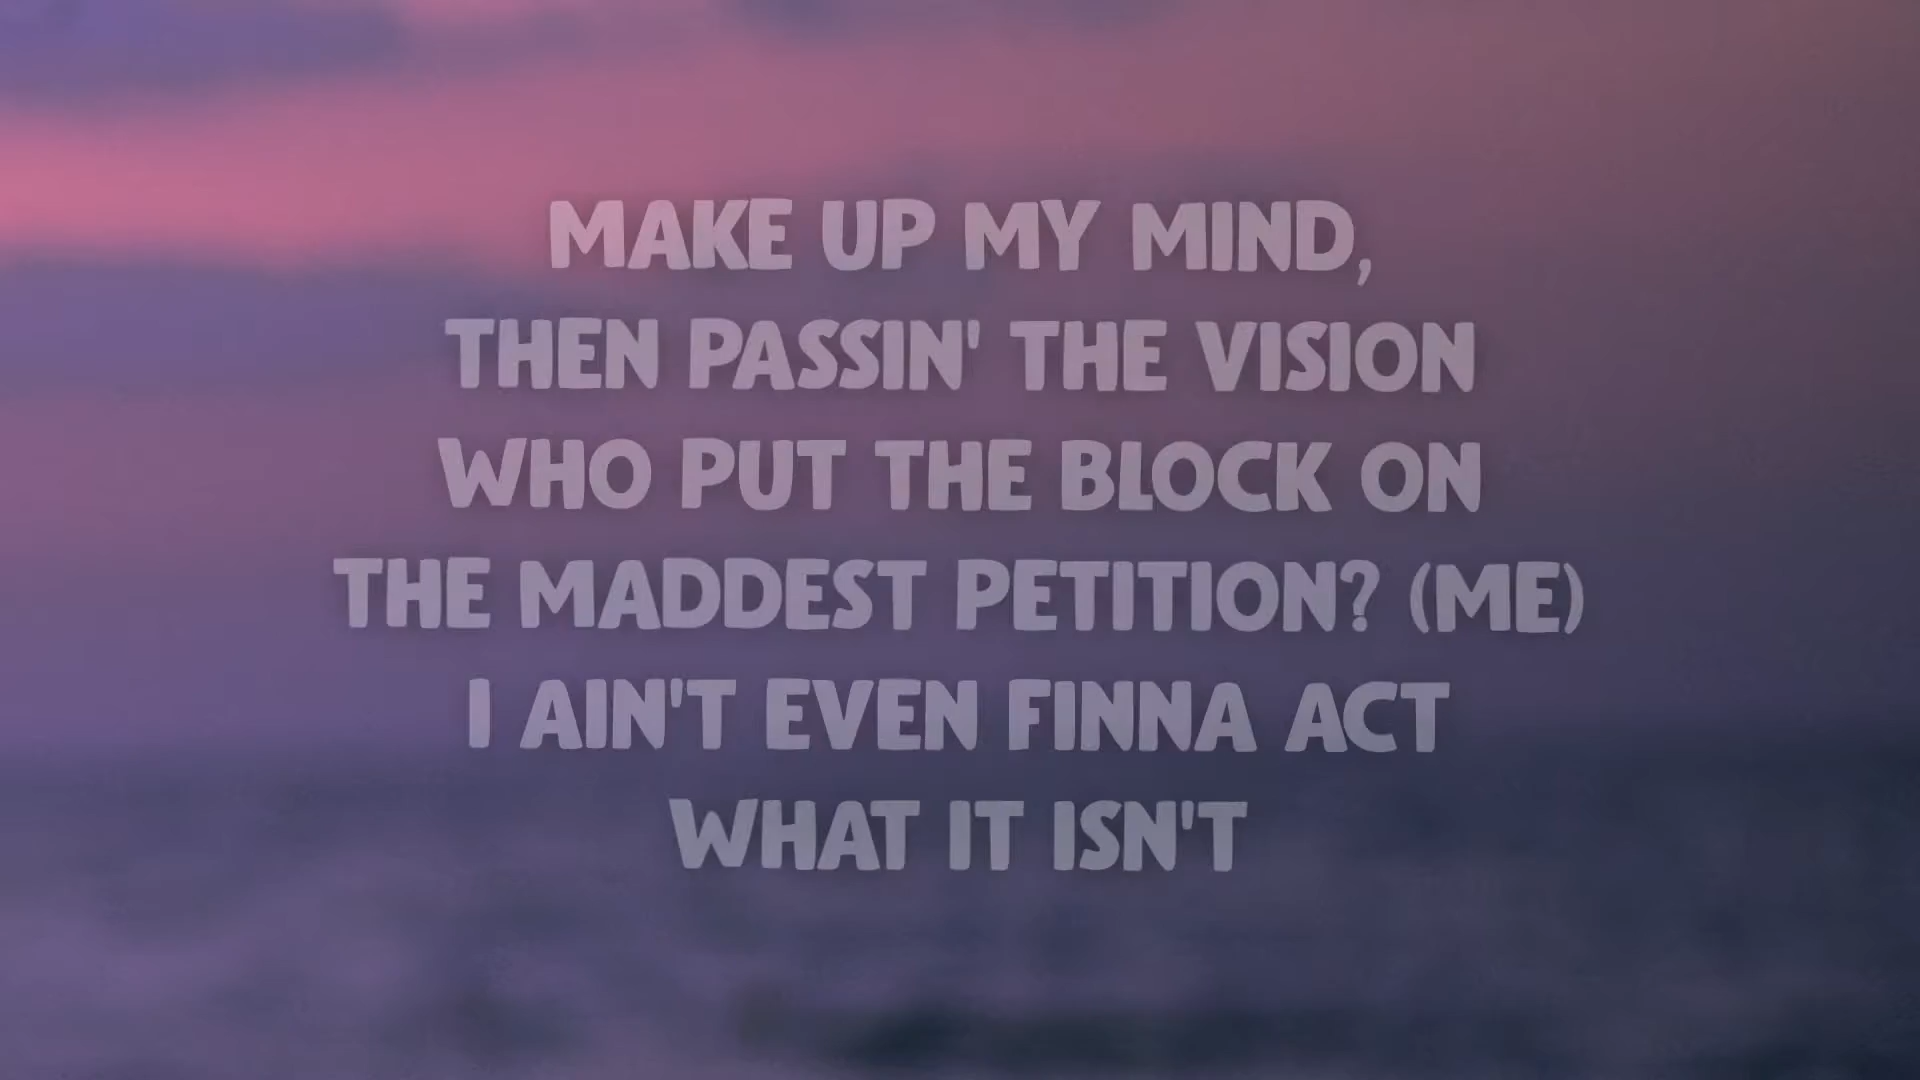 MAKE UP MY MIND,
THEN PASSIN' THE VISION
WHO PUT THE BLOCK ON
THE MADDEST PETITION? (ME)
I AIN'T EVEN FINNA ACT
WHAT IT ISN'T